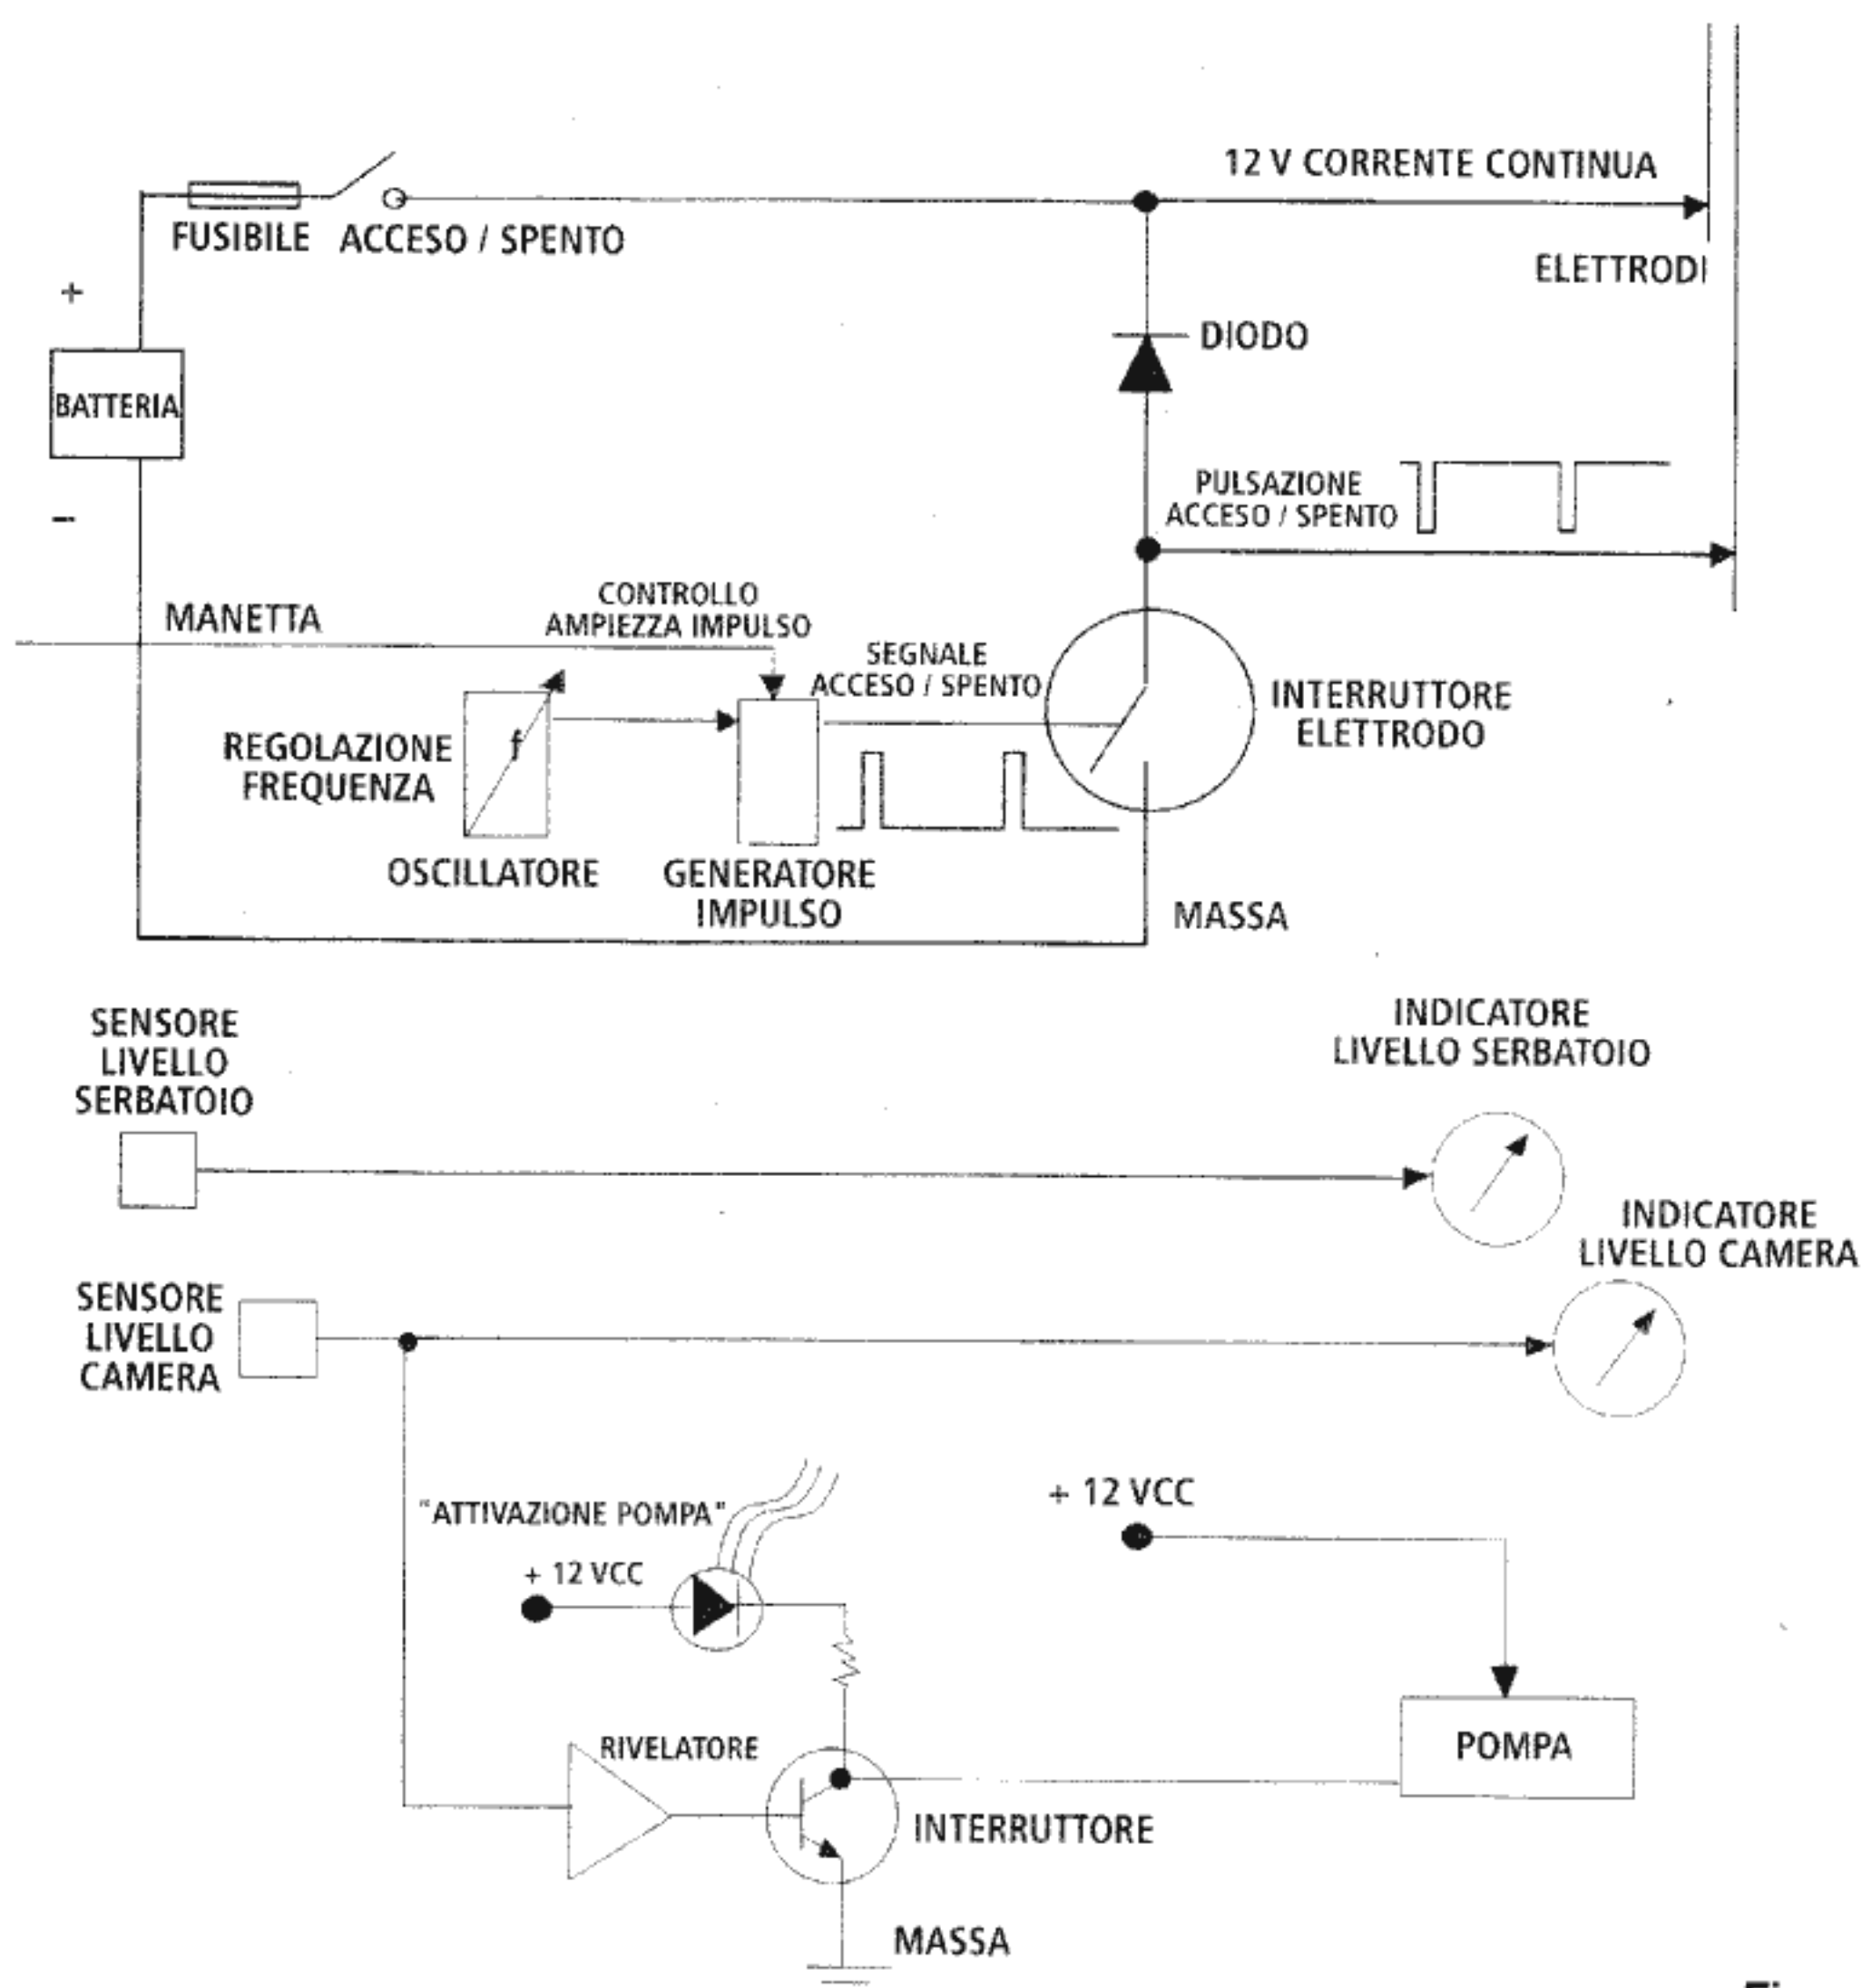 12 V CORRENTE CONTINUA
FUSIBILE
ACCESO / SPENTO
ELETTRODI
+
DIODO
BATTERIA
PULSAZIONE
ACCESO / SPENTO
–
MANETTA
CONTROLLO
AMPIEZZA IMPULSO
SEGNALE
ACCESO / SPENTO
INTERRUTTORE
ELETTRODO
REGOLAZIONE
FREQUENZA
f
OSCILLATORE
GENERATORE
IMPULSO
MASSA
SENSORE
LIVELLO
SERBATOIO
INDICATORE
LIVELLO SERBATOIO
INDICATORE
LIVELLO CAMERA
SENSORE
LIVELLO
CAMERA
"ATTIVAZIONE POMPA"
+ 12 VCC
+ 12 VCC
RIVELATORE
POMPA
INTERRUTTORE
MASSA